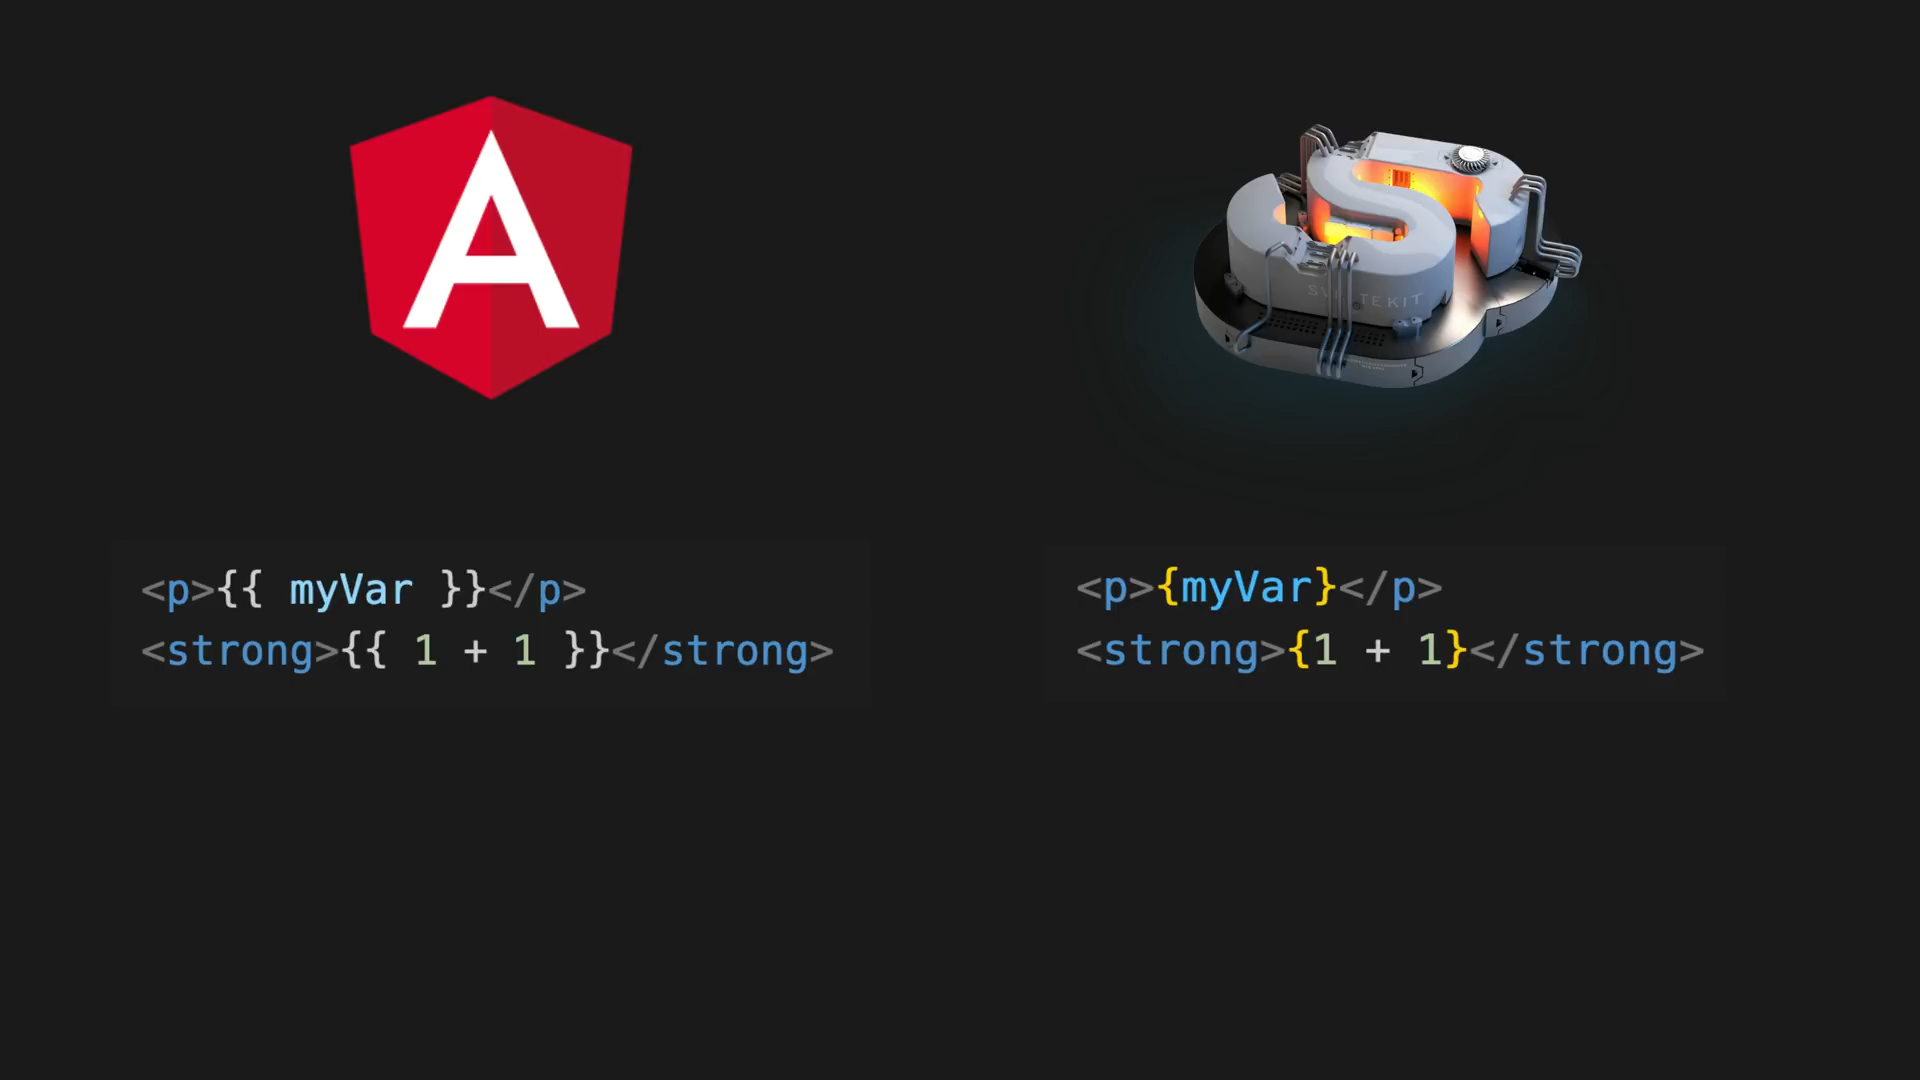 A
<p>{{ myVar }}</p>
<strong>{{ 1 + 1 }}</strong>
<p>{myVar}</p>
<strong>{1 + 1}</strong>